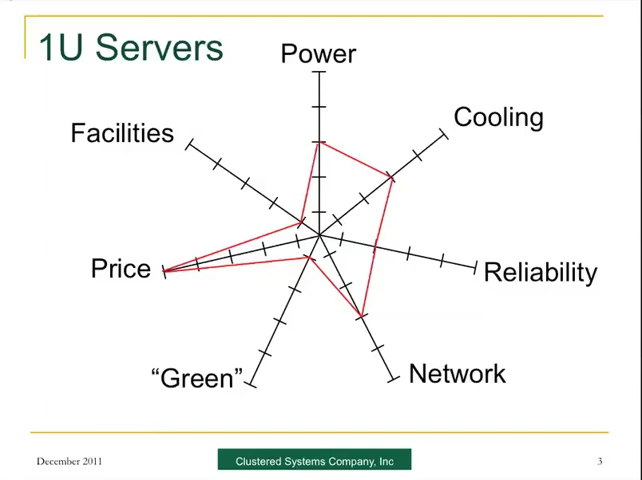 1U Servers
Power
Cooling
Facilities
Price
Reliability
"Green"
Network
December 2011
Clustered Systems Company, Inc
3